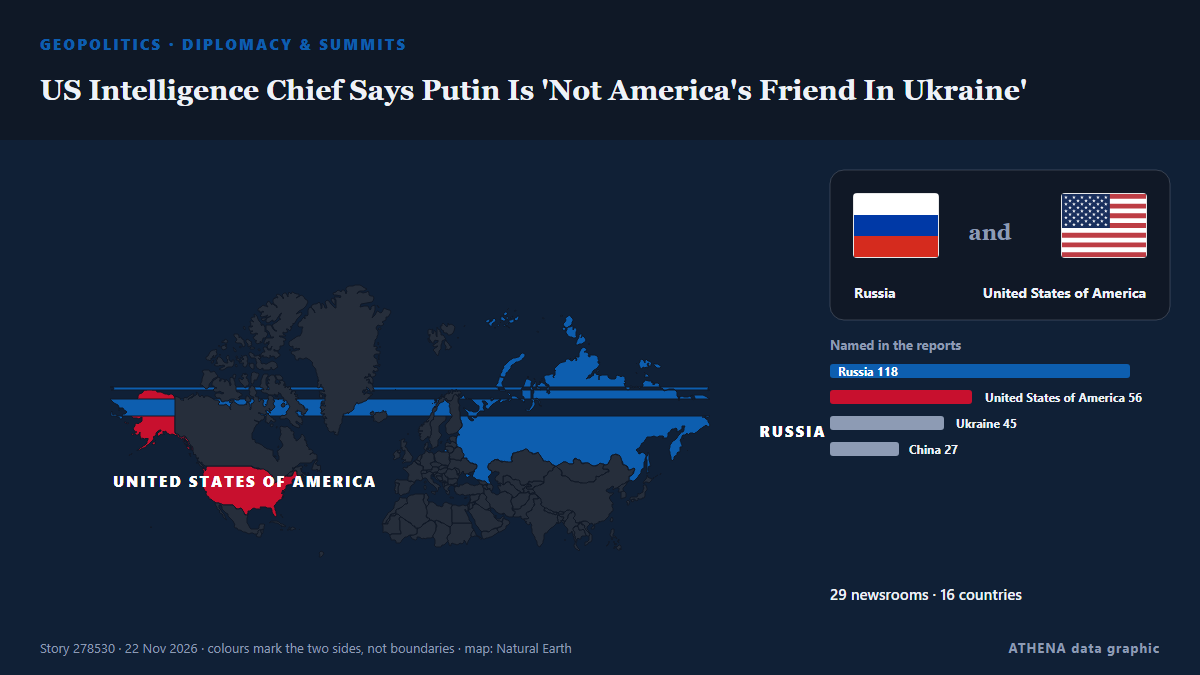 GEOPOLITICS · DIPLOMACY & SUMMITS
US Intelligence Chief Says Putin Is 'Not America's Friend In Ukraine'
and
Russia
United States of America
Named in the reports
Russia 118
United States of America 56
Ukraine 45
China 27
RUSSIA
UNITED STATES OF AMERICA
29 newsrooms · 16 countries
Story 278530 · 22 Nov 2026 · colours mark the two sides, not boundaries · map: Natural Earth
ATHENA data graphic